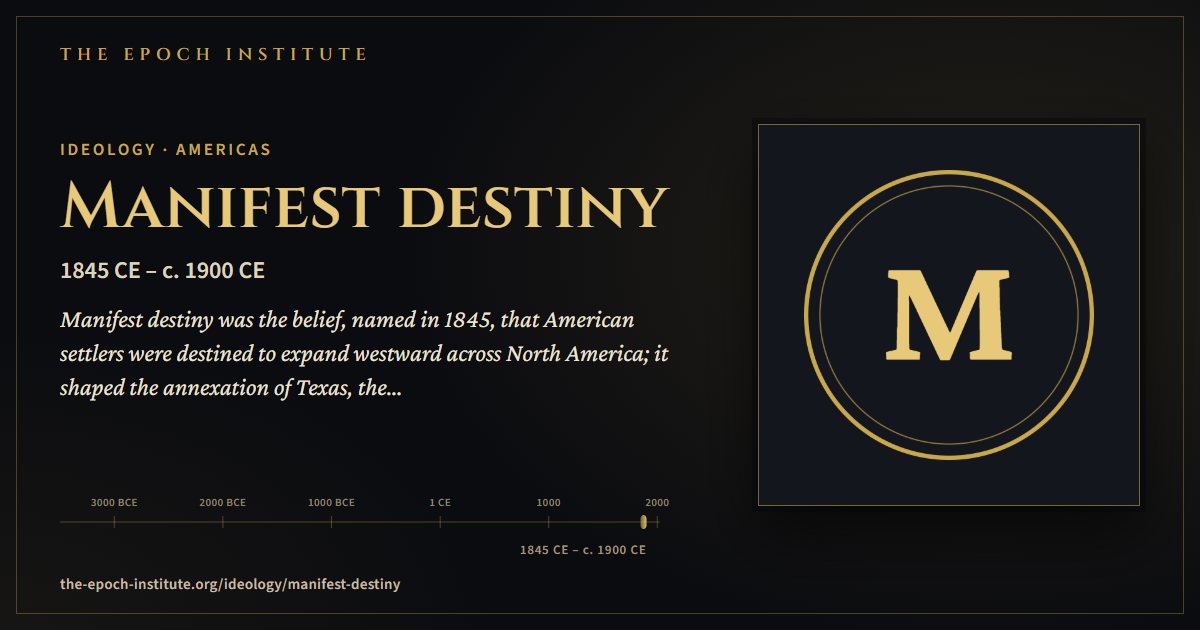 THE EPOCH INSTITUTE
IDEOLOGY · AMERICAS
Manifest destiny
1845 CE – c. 1900 CE
Manifest destiny was the belief, named in 1845, that American
settlers were destined to expand westward across North America; it
shaped the annexation of Texas, the...
M
3000 BCE 2000 BCE 1000 BCE 1 CE 1000 2000
1845 CE – c. 1900 CE
the-epoch-institute.org/ideology/manifest-destiny